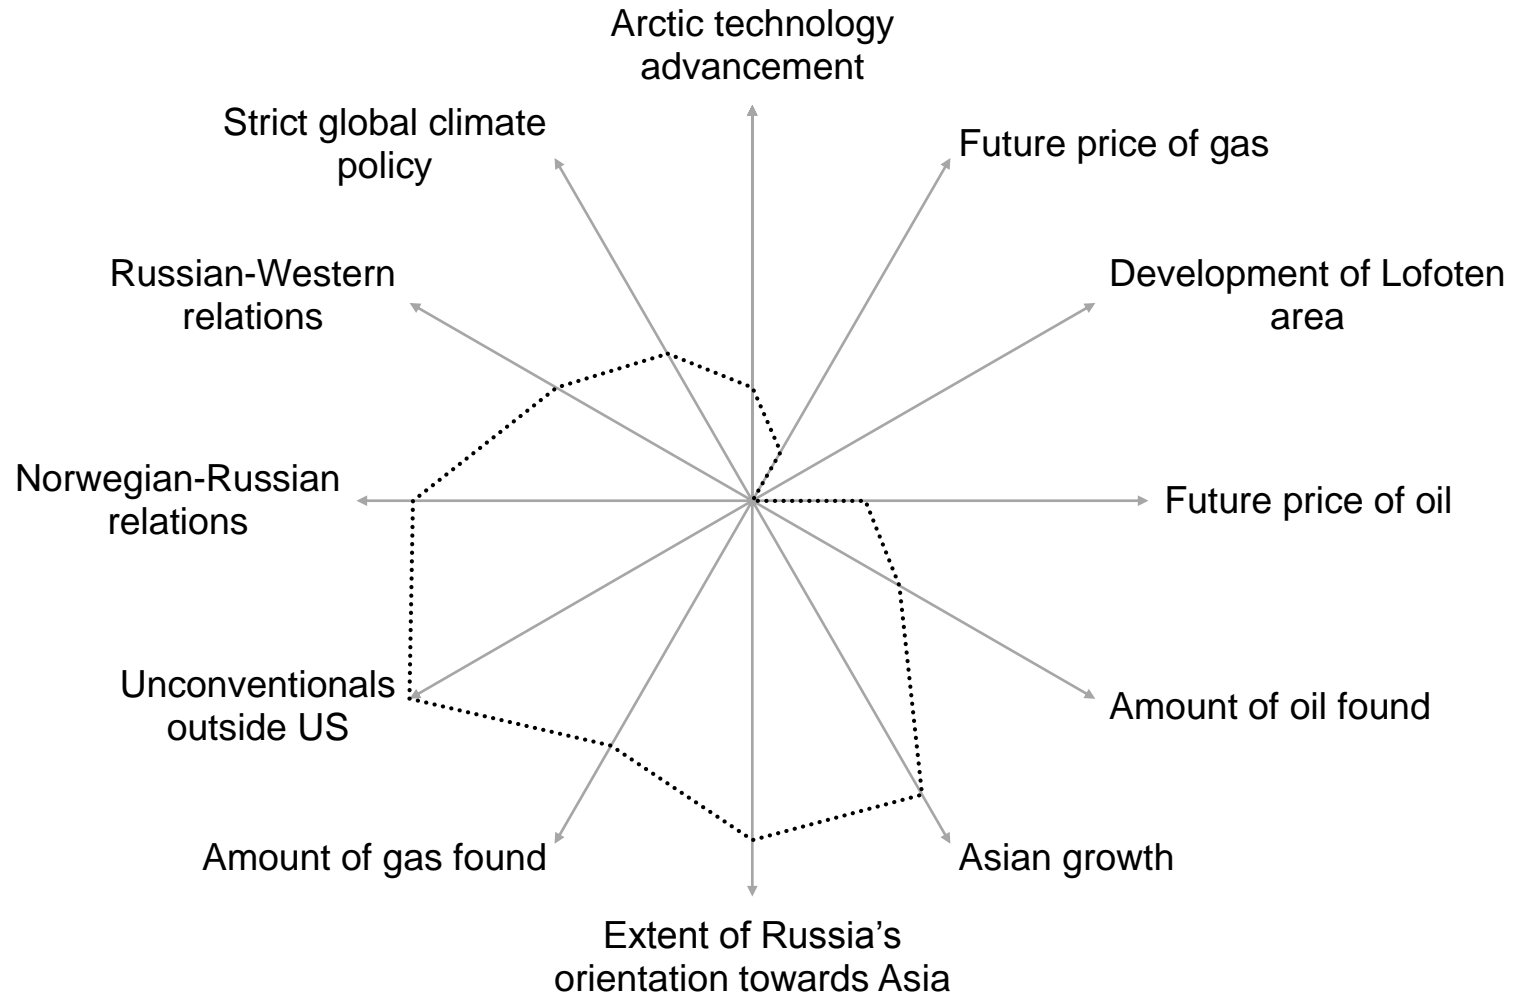 Arctic technology
advancement
Strict global climate
policy
Future price of gas
Russian-Western
relations
Development of Lofoten
area
Norwegian-Russian
relations
Future price of oil
Unconventionals
outside US
Amount of oil found
Amount of gas found
Asian growth
Extent of Russia’s
orientation towards Asia